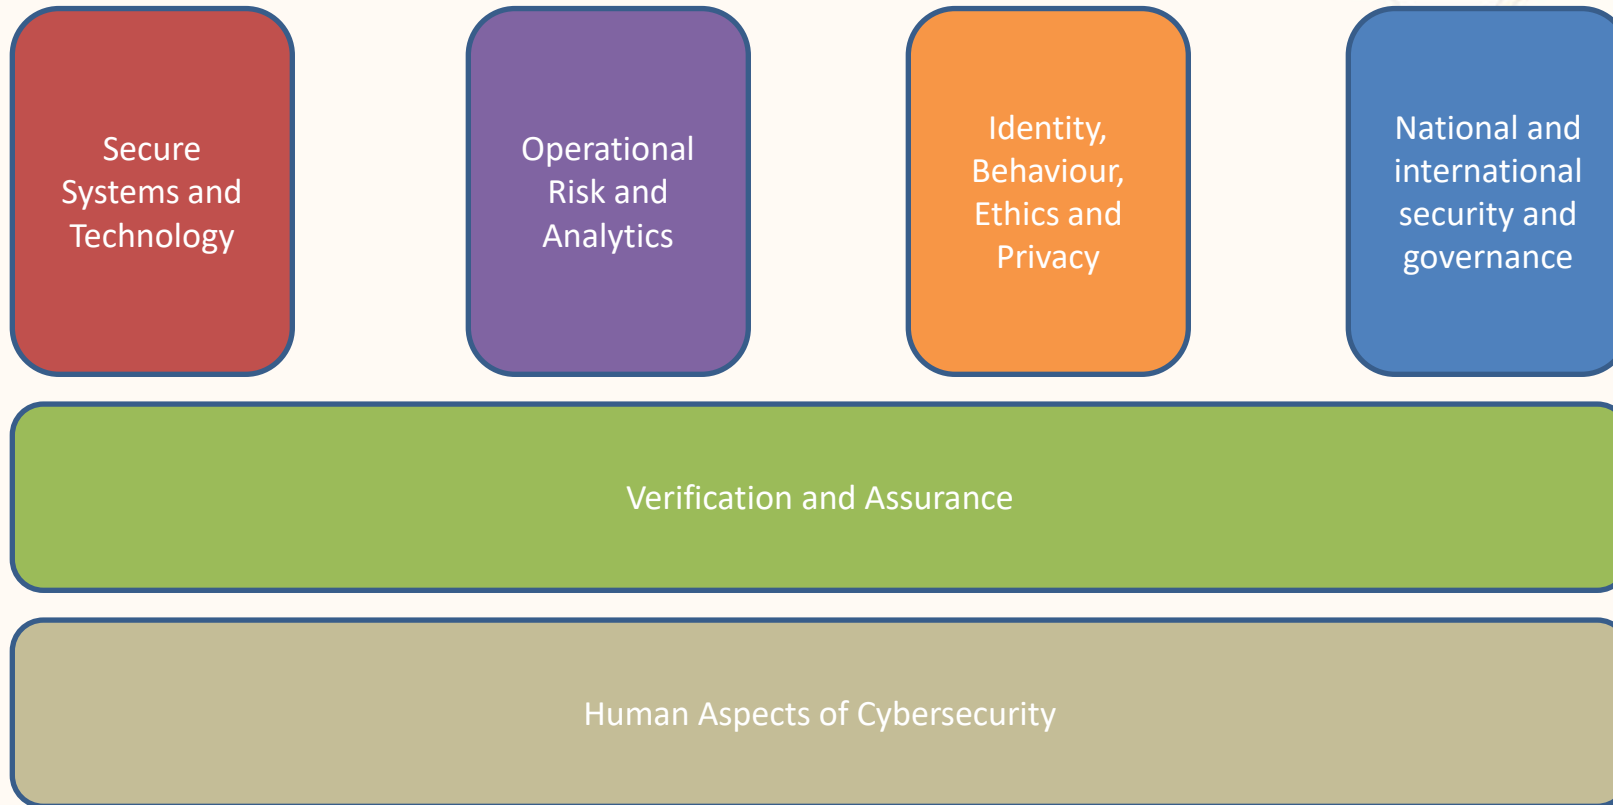 Secure
Systems and
Technology
Operational
Risk and
Analytics
Identity,
Behaviour,
Ethics and
Privacy
National and
international
security and
governance
Verification and Assurance
Human Aspects of Cybersecurity